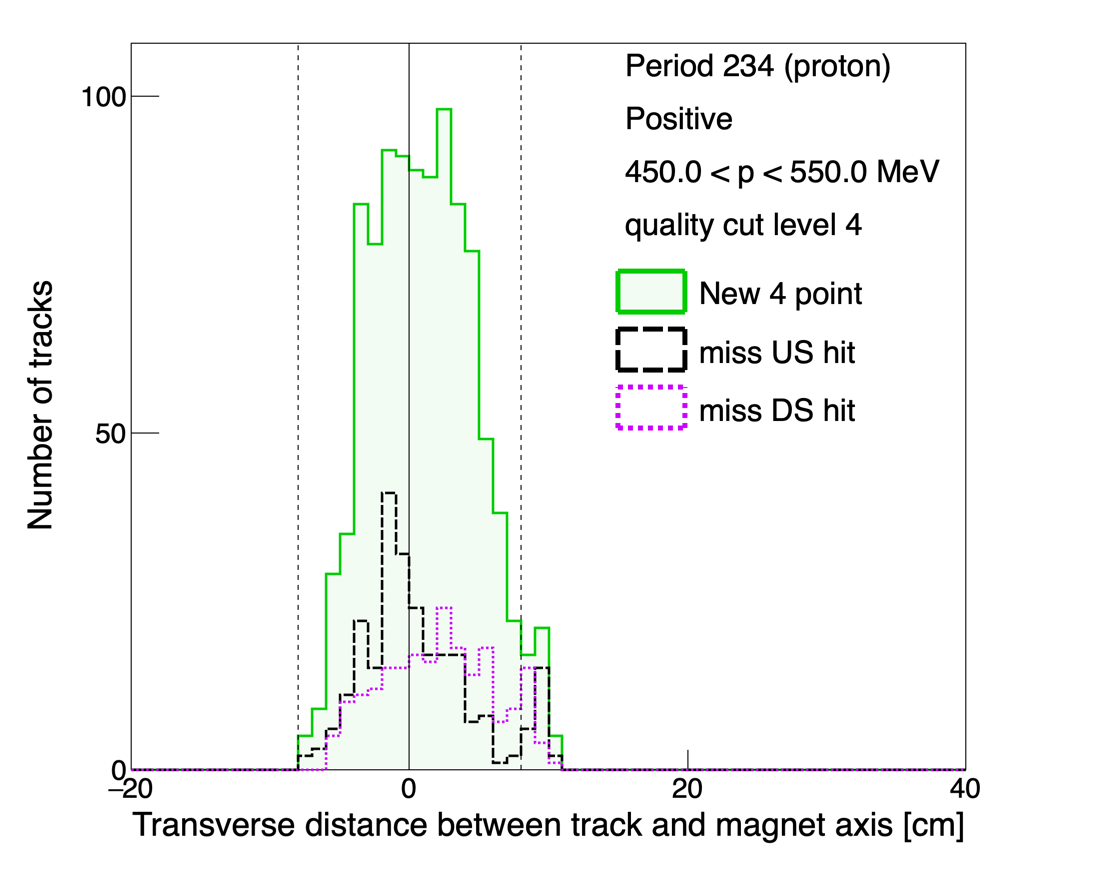 Period 234 (proton)
Positive
450.0 < p < 550.0 MeV
quality cut level 4
New 4 point
miss US hit
miss DS hit
Number of tracks
100
50
0
−20
0
20
40
Transverse distance between track and magnet axis [cm]